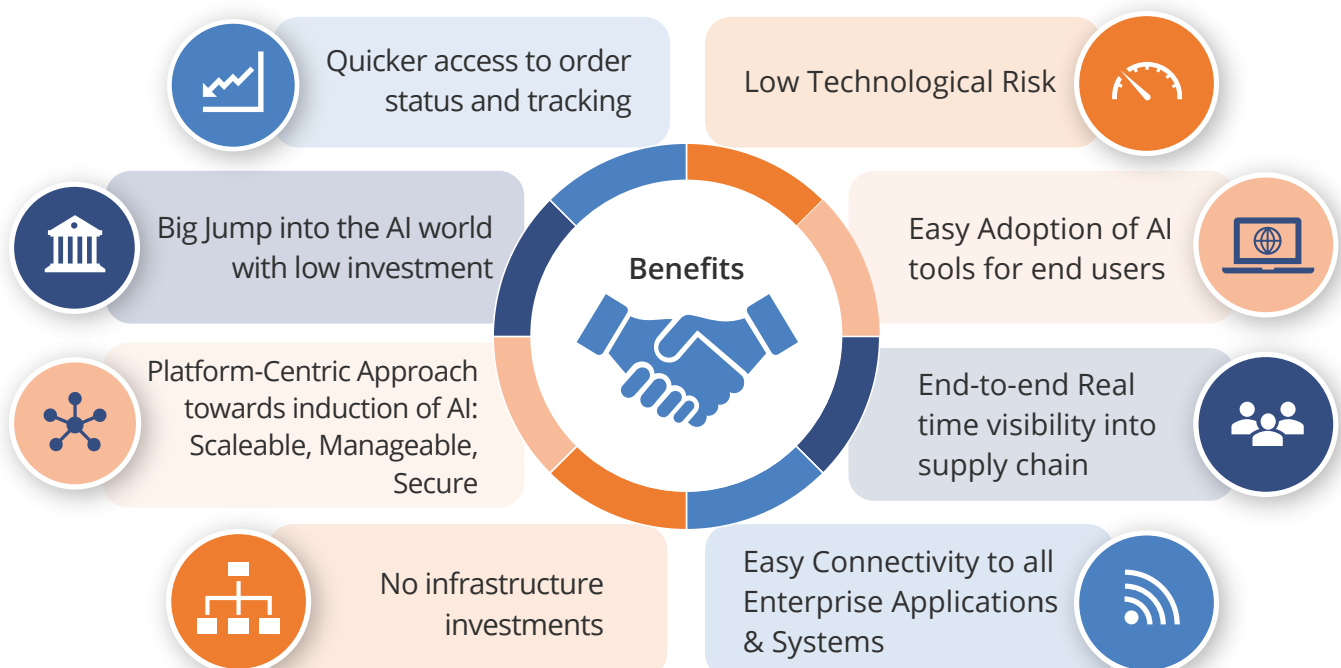 Quicker access to order
status and tracking
Low Technological Risk
Big Jump into the AI world
with low investment
Easy Adoption of AI
tools for end users
Benefits
Platform-Centric Approach
towards induction of AI:
Scaleable, Manageable,
Secure
End-to-end Real
time visibility into
supply chain
No infrastructure
investments
Easy Connectivity to all
Enterprise Applications
& Systems